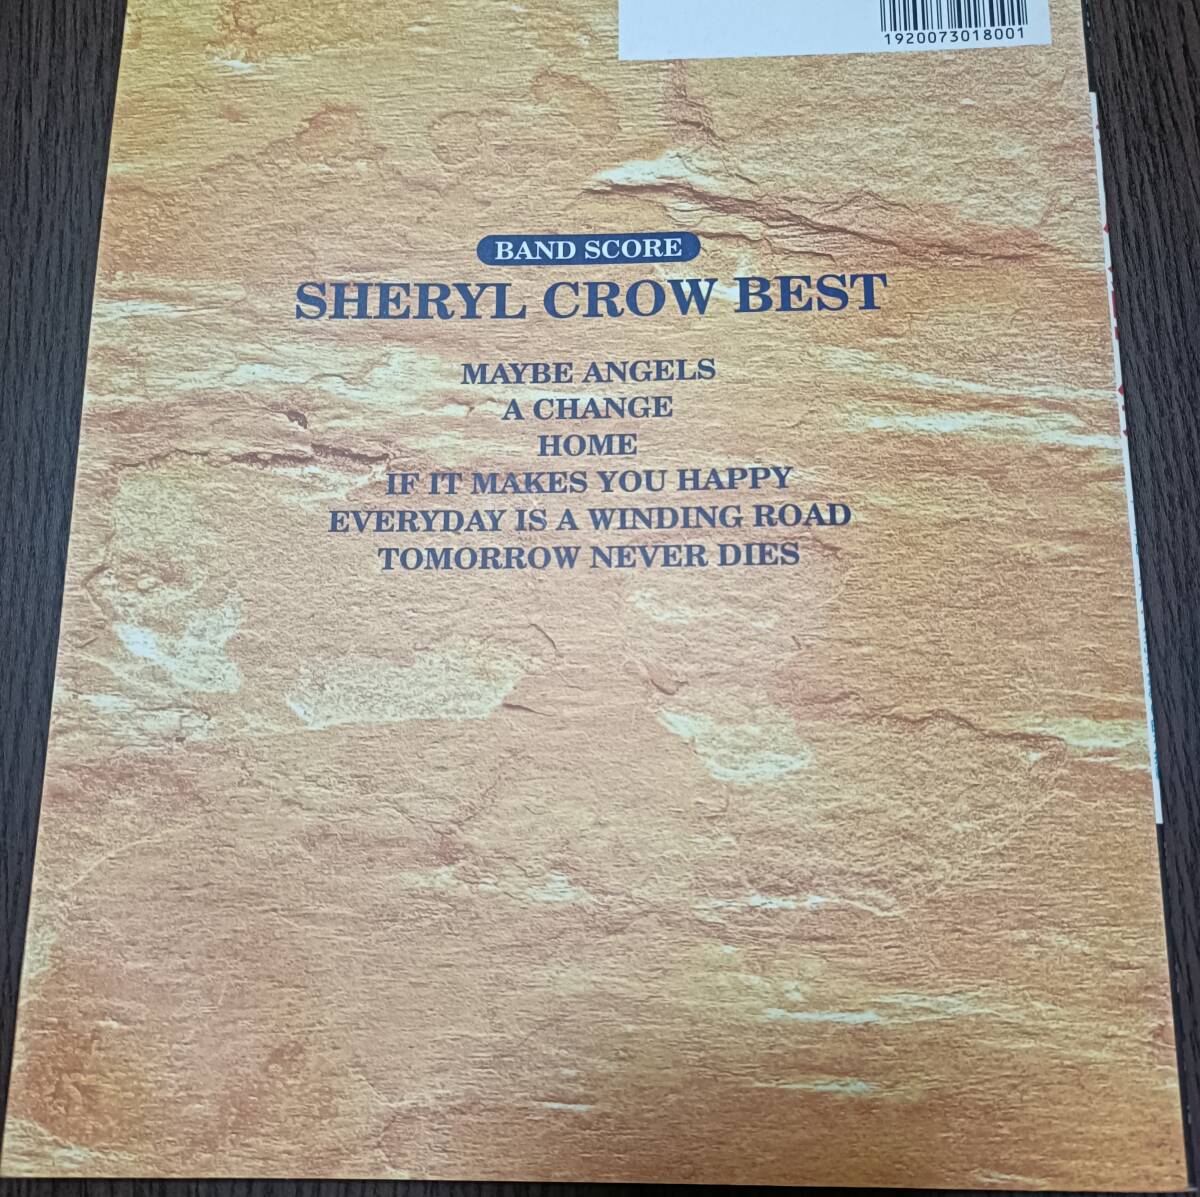 1920073018001
BAND SCORE
SHERYL CROW BEST
MAYBE ANGELS
A CHANGE
HOME
IF IT MAKES YOU HAPPY
EVERYDAY IS A WINDING ROAD
TOMORROW NEVER DIES